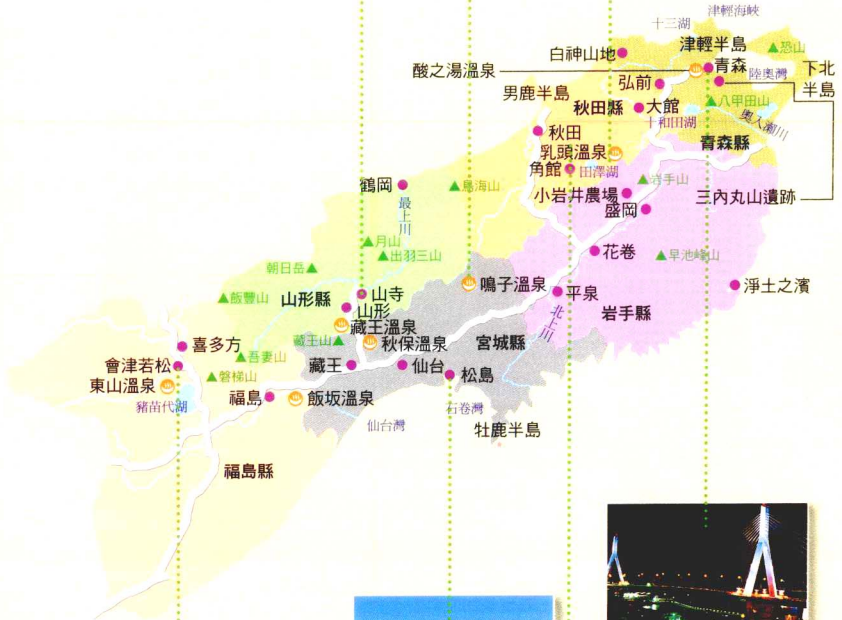 津輕海峽
十三湖
津輕半島
恐山
白神山地
青森
陸奧灣
下北
半島
酸之湯溫泉
弘前
男鹿半島
秋田縣
大館
八甲田山
十和田湖
奧入瀨川
青森縣
秋田
乳頭溫泉
角館
田澤湖
岩手山
鶴岡
鳥海山
小岩井農場
盛岡
三內丸山遺跡
最上川
月山
出羽三山
花卷
早池峰山
朝日岳
飯豐山
山形縣
山寺
山形
鳴子溫泉
平泉
淨土之濱
北上川
岩手縣
藏王溫泉
藏王山
秋保溫泉
宮城縣
喜多方
吾妻山
會津若松
磐梯山
藏王
仙台
松島
東山溫泉
豬苗代湖
福島
飯坂溫泉
石卷灣
仙台灣
牡鹿半島
福島縣